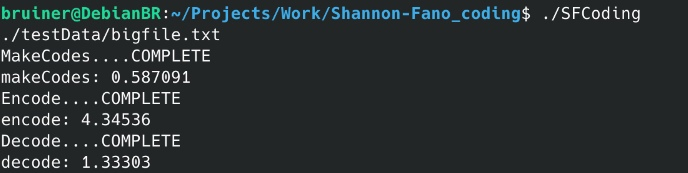 bruiner@DebianBR:~/Projects/Work/Shannon-Fano_coding$ ./SFCoding
./testData/bigfile.txt
MakeCodes....COMPLETE
makeCodes: 0.587091
Encode....COMPLETE
encode: 4.34536
Decode....COMPLETE
decode: 1.33303